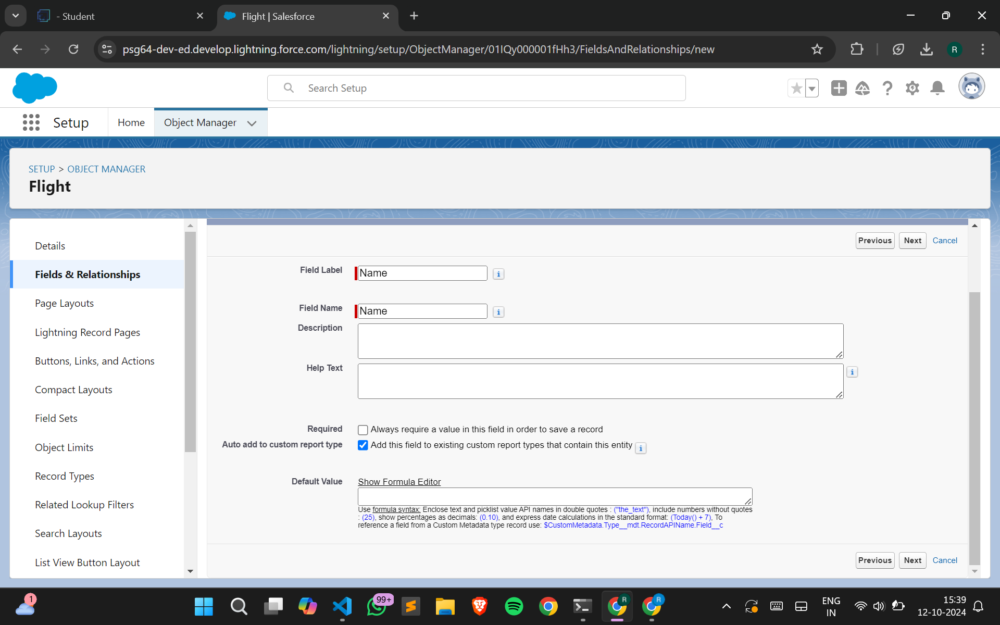 - Student
Flight | Salesforce
psg64-dev-ed.develop.lightning.force.com/lightning/setup/ObjectManager/01IQy000001fHh3/FieldsAndRelationships/new
R
Search Setup
Setup
Home
Object Manager
SETUP > OBJECT MANAGER
Flight
Details
Fields & Relationships
Page Layouts
Lightning Record Pages
Buttons, Links, and Actions
Compact Layouts
Field Sets
Object Limits
Record Types
Related Lookup Filters
Search Layouts
List View Button Layout
Previous Next Cancel
Field Label Name
Field Name Name
Description
Help Text
Required Always require a value in this field in order to save a record
Auto add to custom report type Add this field to existing custom report types that contain this entity
Default Value Show Formula Editor
Use formula syntax: Enclose text and picklist value API names in double quotes : ("the_text"), include numbers without quotes
: (25), show percentages as decimals: (0.10), and express date calculations in the standard format: (Today() + 7), To
reference a field from a Custom Metadata type record use: $CustomMetadata.Type__mdt.RecordAPIName.Field__c
Previous Next Cancel
1
99+
R
R
ENG
IN
15:39
12-10-2024